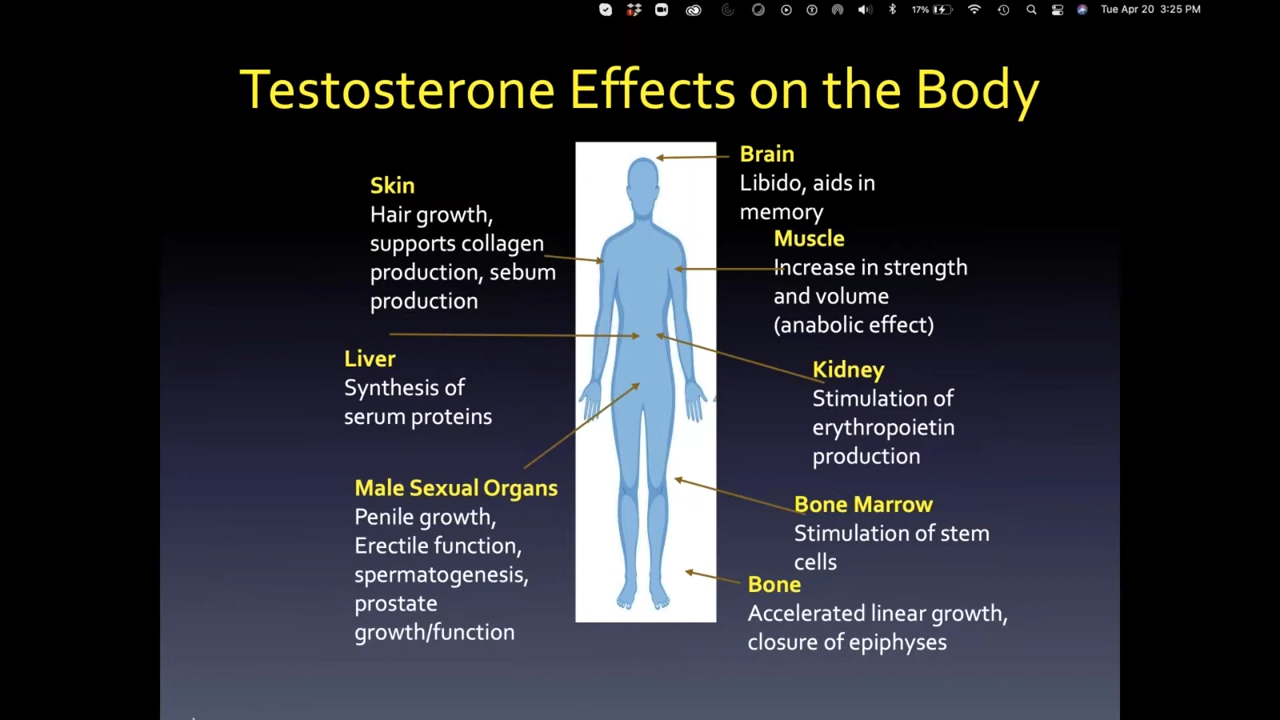 17%
Tue Apr 20 3:25 PM
Testosterone Effects on the Body
Skin
Hair growth,
supports collagen
production, sebum
production
Liver
Synthesis of
serum proteins
Male Sexual Organs
Penile growth,
Erectile function,
spermatogenesis,
prostate
growth/function
Brain
Libido, aids in
memory
Muscle
Increase in strength
and volume
(anabolic effect)
Kidney
Stimulation of
erythropoietin
production
Bone Marrow
Stimulation of stem
cells
Bone
Accelerated linear growth,
closure of epiphyses